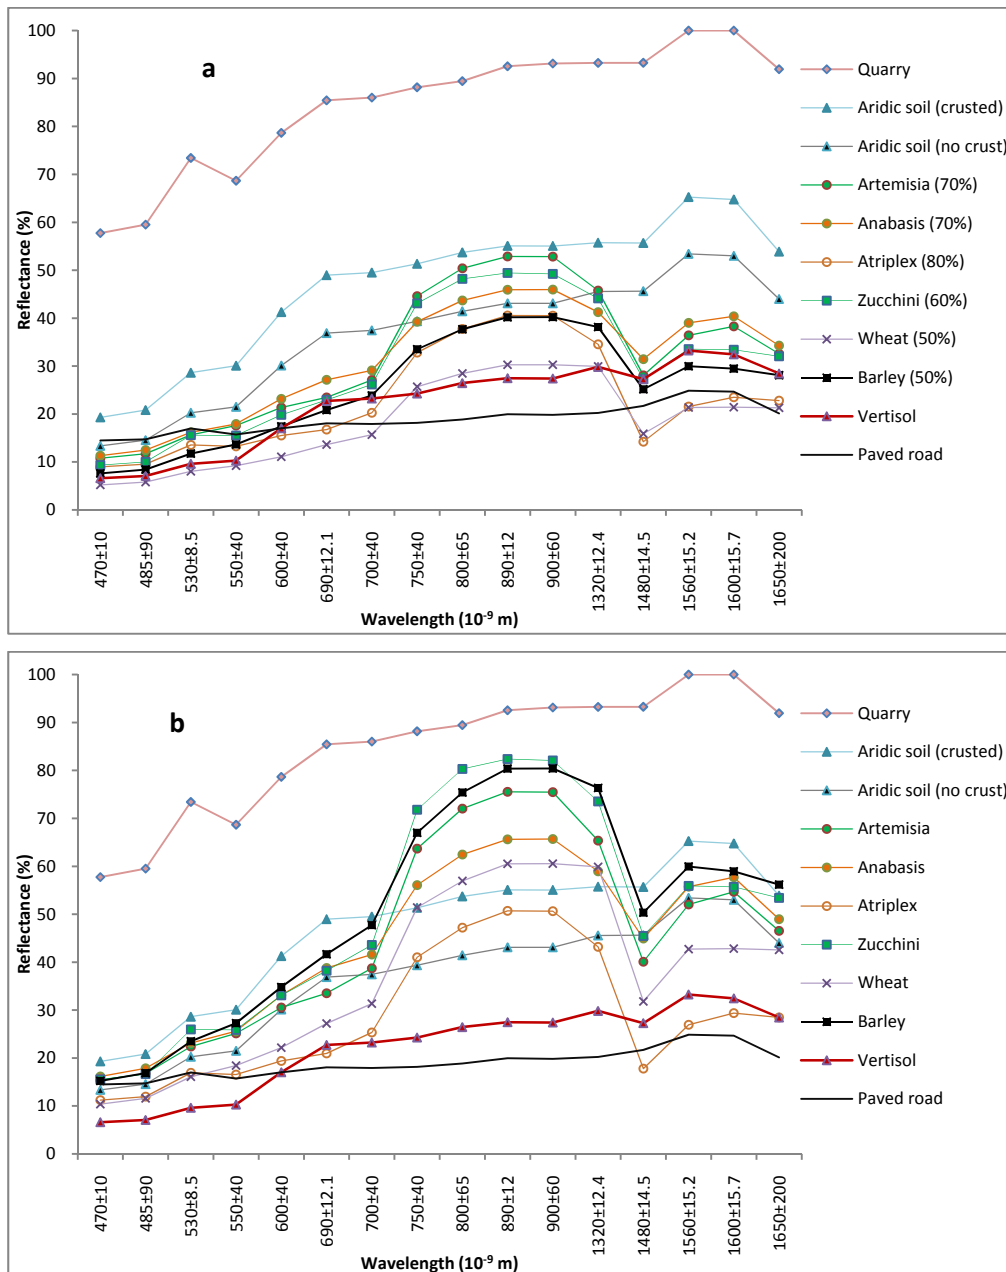 a
100
90
80
70
60
50
40
30
20
10
0
Reflectance (%)
470±10
485±90
530±8.5
550±40
600±40
690±12.1
700±40
750±40
800±65
890±12
900±60
1320±12.4
1480±14.5
1560±15.2
1600±15.7
1650±200
Wavelength (10⁻⁹ m)
Quarry
Aridic soil (crusted)
Aridic soil (no crust)
Artemisia (70%)
Anabasis (70%)
Atriplex (80%)
Zucchini (60%)
Wheat (50%)
Barley (50%)
Vertisol
Paved road
b
100
90
80
70
60
50
40
30
20
10
0
Reflectance (%)
470±10
485±90
530±8.5
550±40
600±40
690±12.1
700±40
750±40
800±65
890±12
900±60
1320±12.4
1480±14.5
1560±15.2
1600±15.7
1650±200
Wavelength (10⁻⁹ m)
Quarry
Aridic soil (crusted)
Aridic soil (no crust)
Artemisia
Anabasis
Atriplex
Zucchini
Wheat
Barley
Vertisol
Paved road